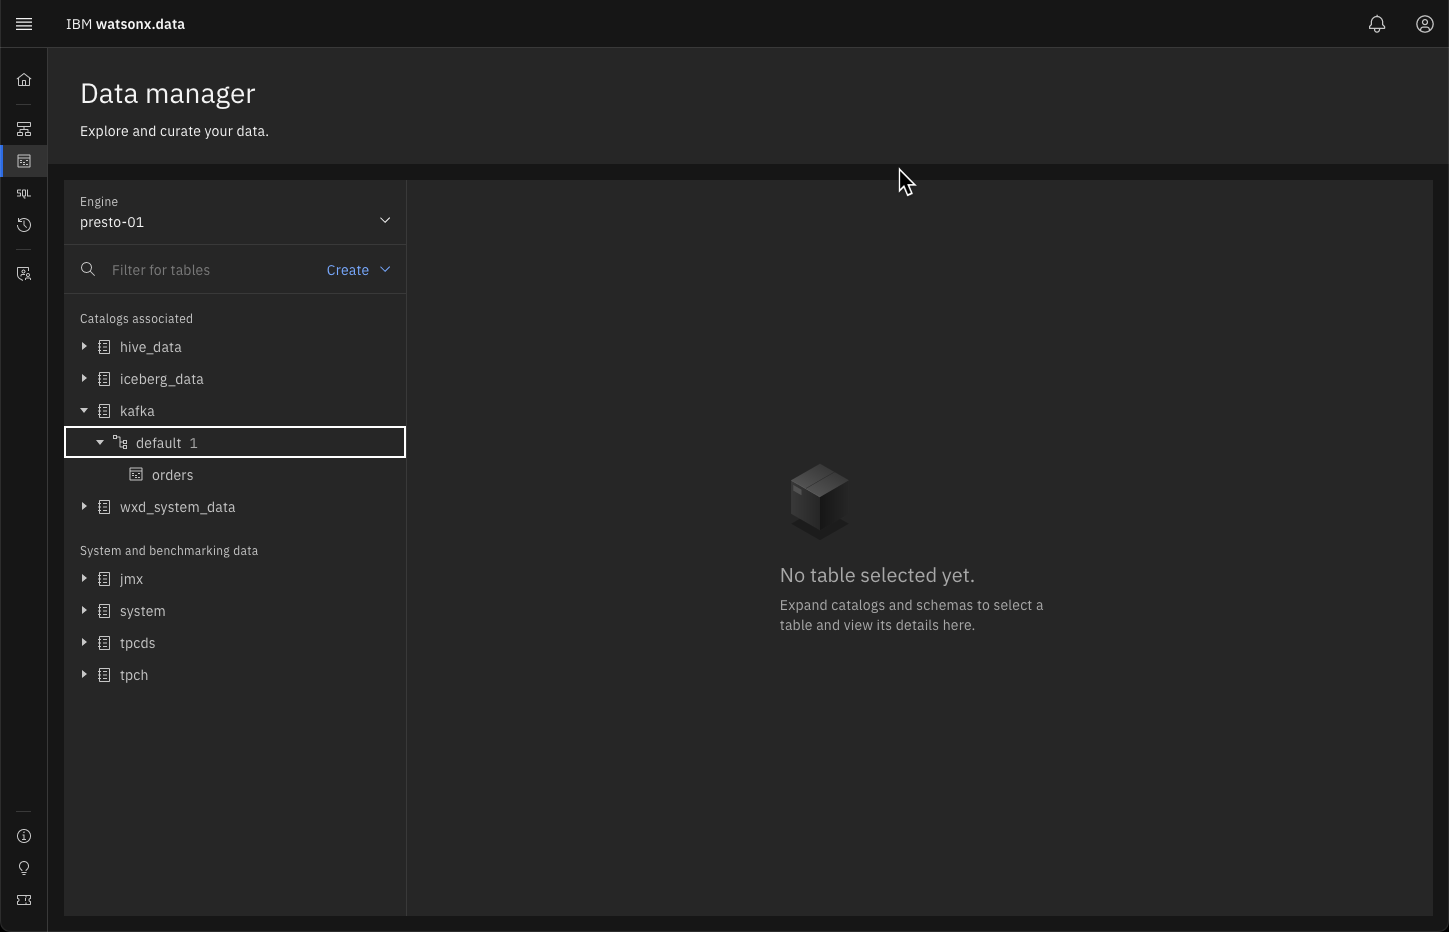 IBM watsonx.data
Data manager
Explore and curate your data.
Engine
presto-01
Filter for tables Create
Catalogs associated
hive_data
iceberg_data
kafka
default 1
orders
wxd_system_data
System and benchmarking data
jmx
system
tpcds
tpch
SQL
No table selected yet.
Expand catalogs and schemas to select a
table and view its details here.